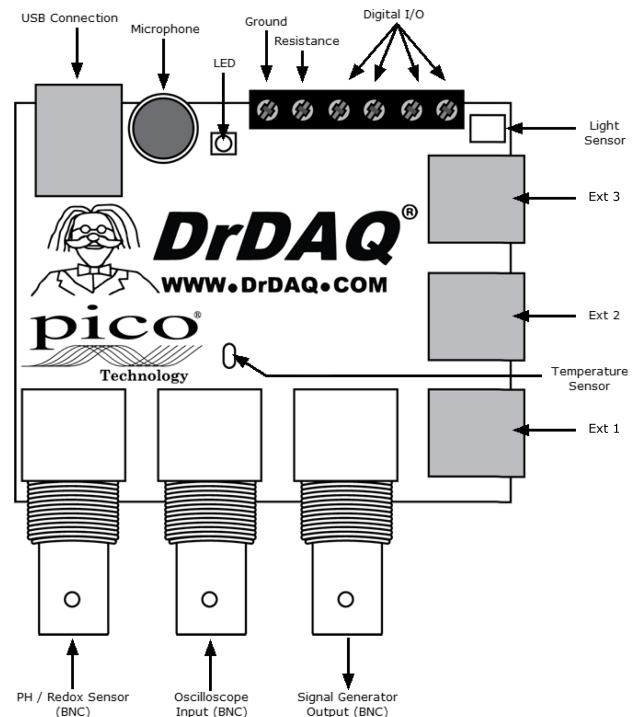 USB Connection
Microphone
LED
Ground
Resistance
Digital I/O
Light
Sensor
Ext 3
DrDAQ®
WWW.DrDAQ.COM
pico®
Technology
Ext 2
Temperature
Sensor
Ext 1
PH / Redox Sensor
(BNC)
Oscilloscope
Input (BNC)
Signal Generator
Output (BNC)